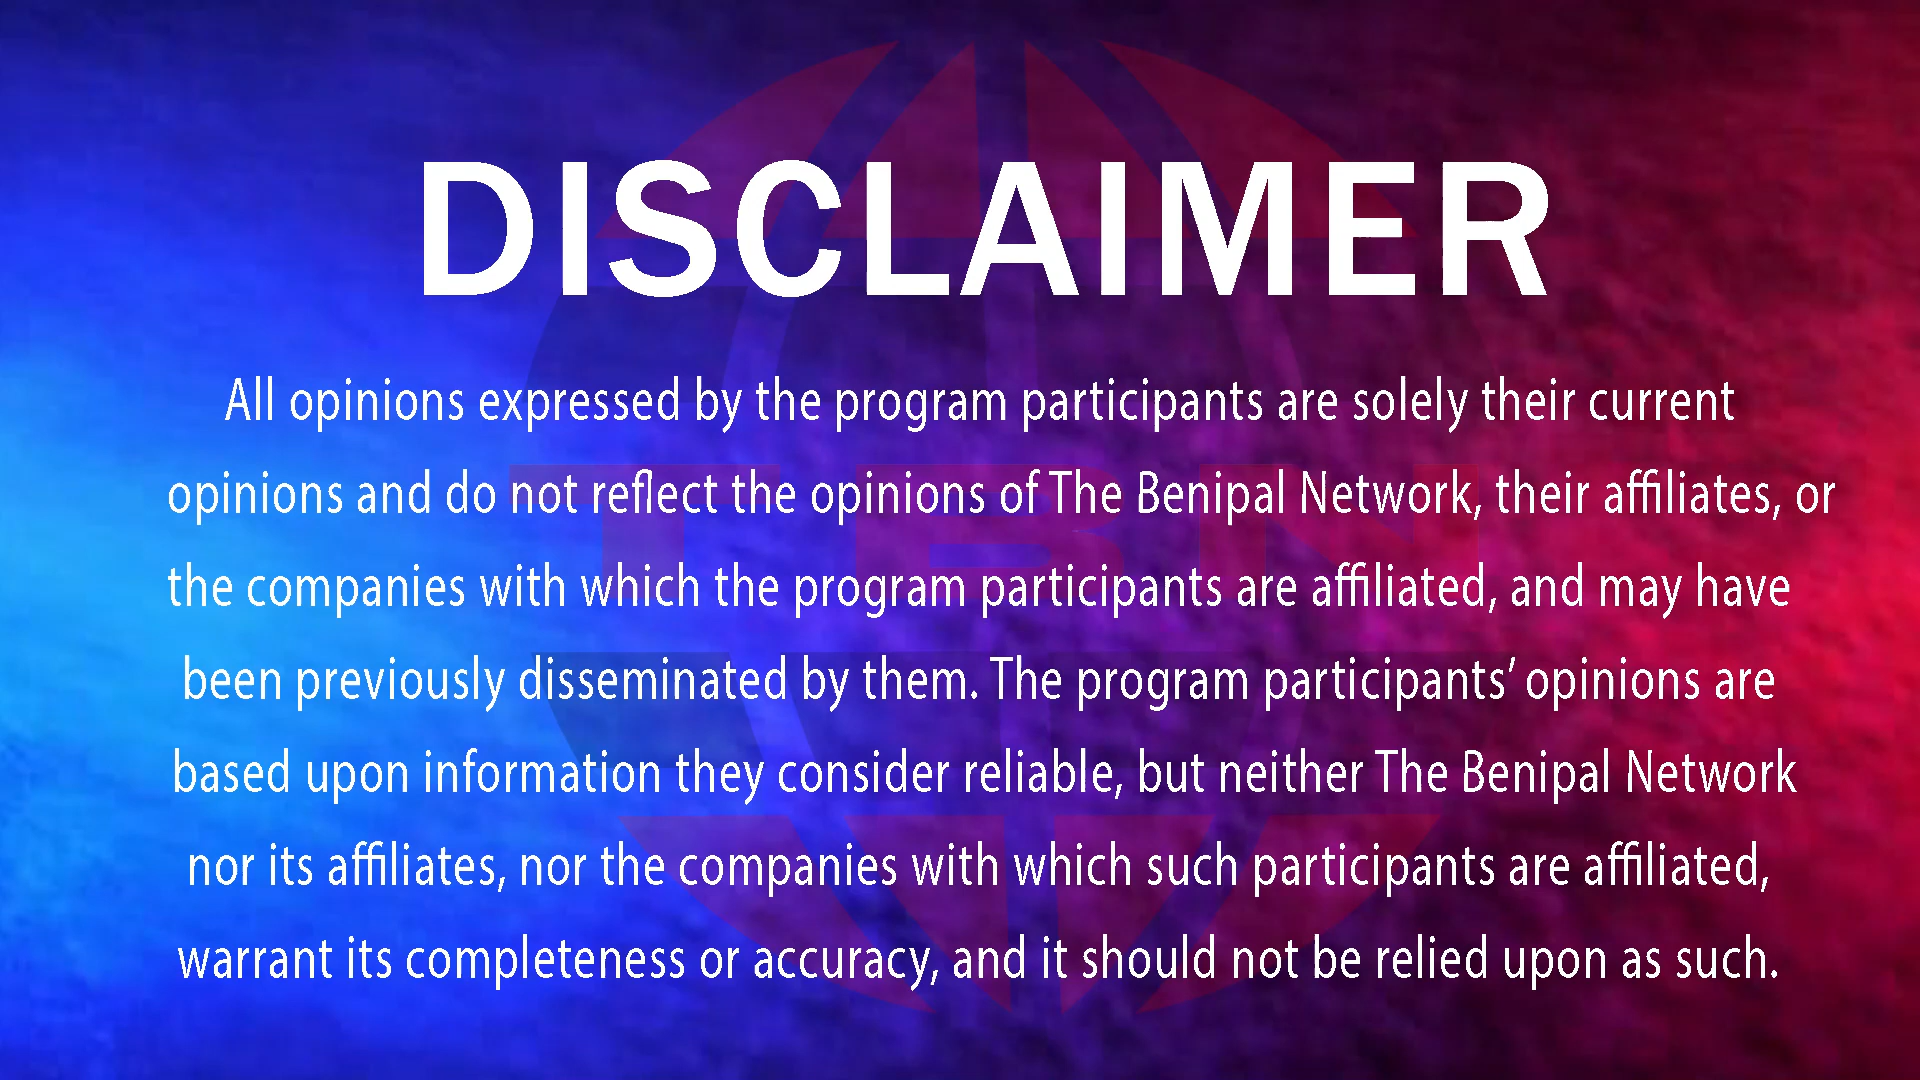 DISCLAIMER
All opinions expressed by the program participants are solely their current
opinions and do not reflect the opinions of The Benipal Network, their affiliates, or
the companies with which the program participants are affiliated, and may have
been previously disseminated by them. The program participants’ opinions are
based upon information they consider reliable, but neither The Benipal Network
nor its affiliates, nor the companies with which such participants are affiliated,
warrant its completeness or accuracy, and it should not be relied upon as such.
TBN